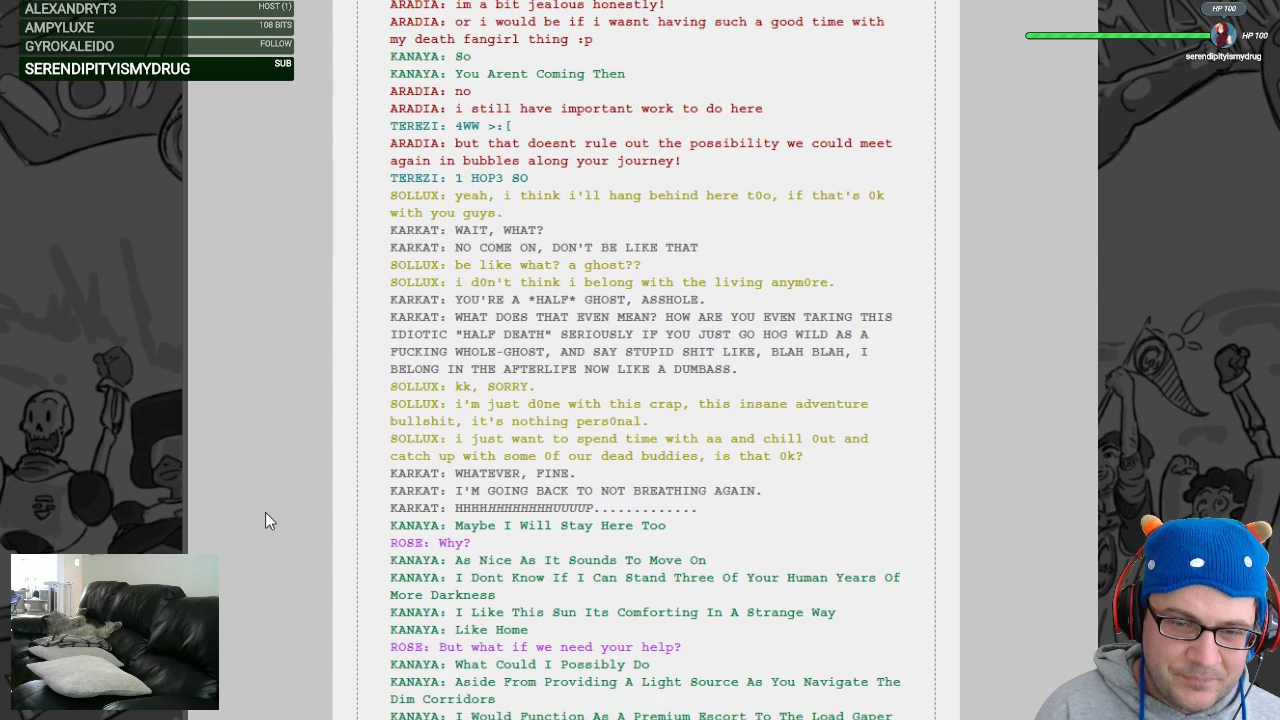 ALEXANDRYT3 HOST (1)
AMPYLUXE 108 BITS
GYROKALEIDO FOLLOW
SERENDIPITYISMYDRUG SUB
HP 100
HP 100
serendipityismydrug
ARADIA: im a bit jealous honestly!
ARADIA: or i would be if i wasnt having such a good time with
my death fangirl thing :p
KANAYA: So
KANAYA: You Arent Coming Then
ARADIA: no
ARADIA: i still have important work to do here
TEREZI: 4WW >:[
ARADIA: but that doesnt rule out the possibility we could meet
again in bubbles along your journey!
TEREZI: 1 HOP3 SO
SOLLUX: yeah, i think i'll hang behind here t0o, if that's 0k
with you guys.
KARKAT: WAIT, WHAT?
KARKAT: NO COME ON, DON'T BE LIKE THAT
SOLLUX: be like what? a ghost??
SOLLUX: i d0n't think i belong with the living anym0re.
KARKAT: YOU'RE A *HALF* GHOST, ASSHOLE.
KARKAT: WHAT DOES THAT EVEN MEAN? HOW ARE YOU EVEN TAKING THIS
IDIOTIC "HALF DEATH" SERIOUSLY IF YOU JUST GO HOG WILD AS A
FUCKING WHOLE-GHOST, AND SAY STUPID SHIT LIKE, BLAH BLAH, I
BELONG IN THE AFTERLIFE NOW LIKE A DUMBASS.
SOLLUX: kk, SORRY.
SOLLUX: i'm just d0ne with this crap, this insane adventure
bullshit, it's nothing pers0nal.
SOLLUX: i just want to spend time with aa and chill 0ut and
catch up with some 0f our dead buddies, is that 0k?
KARKAT: WHATEVER, FINE.
KARKAT: I'M GOING BACK TO NOT BREATHING AGAIN.
KARKAT: HHHHHHHHHHHHUUUUP.............
KANAYA: Maybe I Will Stay Here Too
ROSE: Why?
KANAYA: As Nice As It Sounds To Move On
KANAYA: I Dont Know If I Can Stand Three Of Your Human Years Of
More Darkness
KANAYA: I Like This Sun Its Comforting In A Strange Way
KANAYA: Like Home
ROSE: But what if we need your help?
KANAYA: What Could I Possibly Do
KANAYA: Aside From Providing A Light Source As You Navigate The
Dim Corridors
KANAYA: I Would Function As A Premium Escort To The Load Gaper